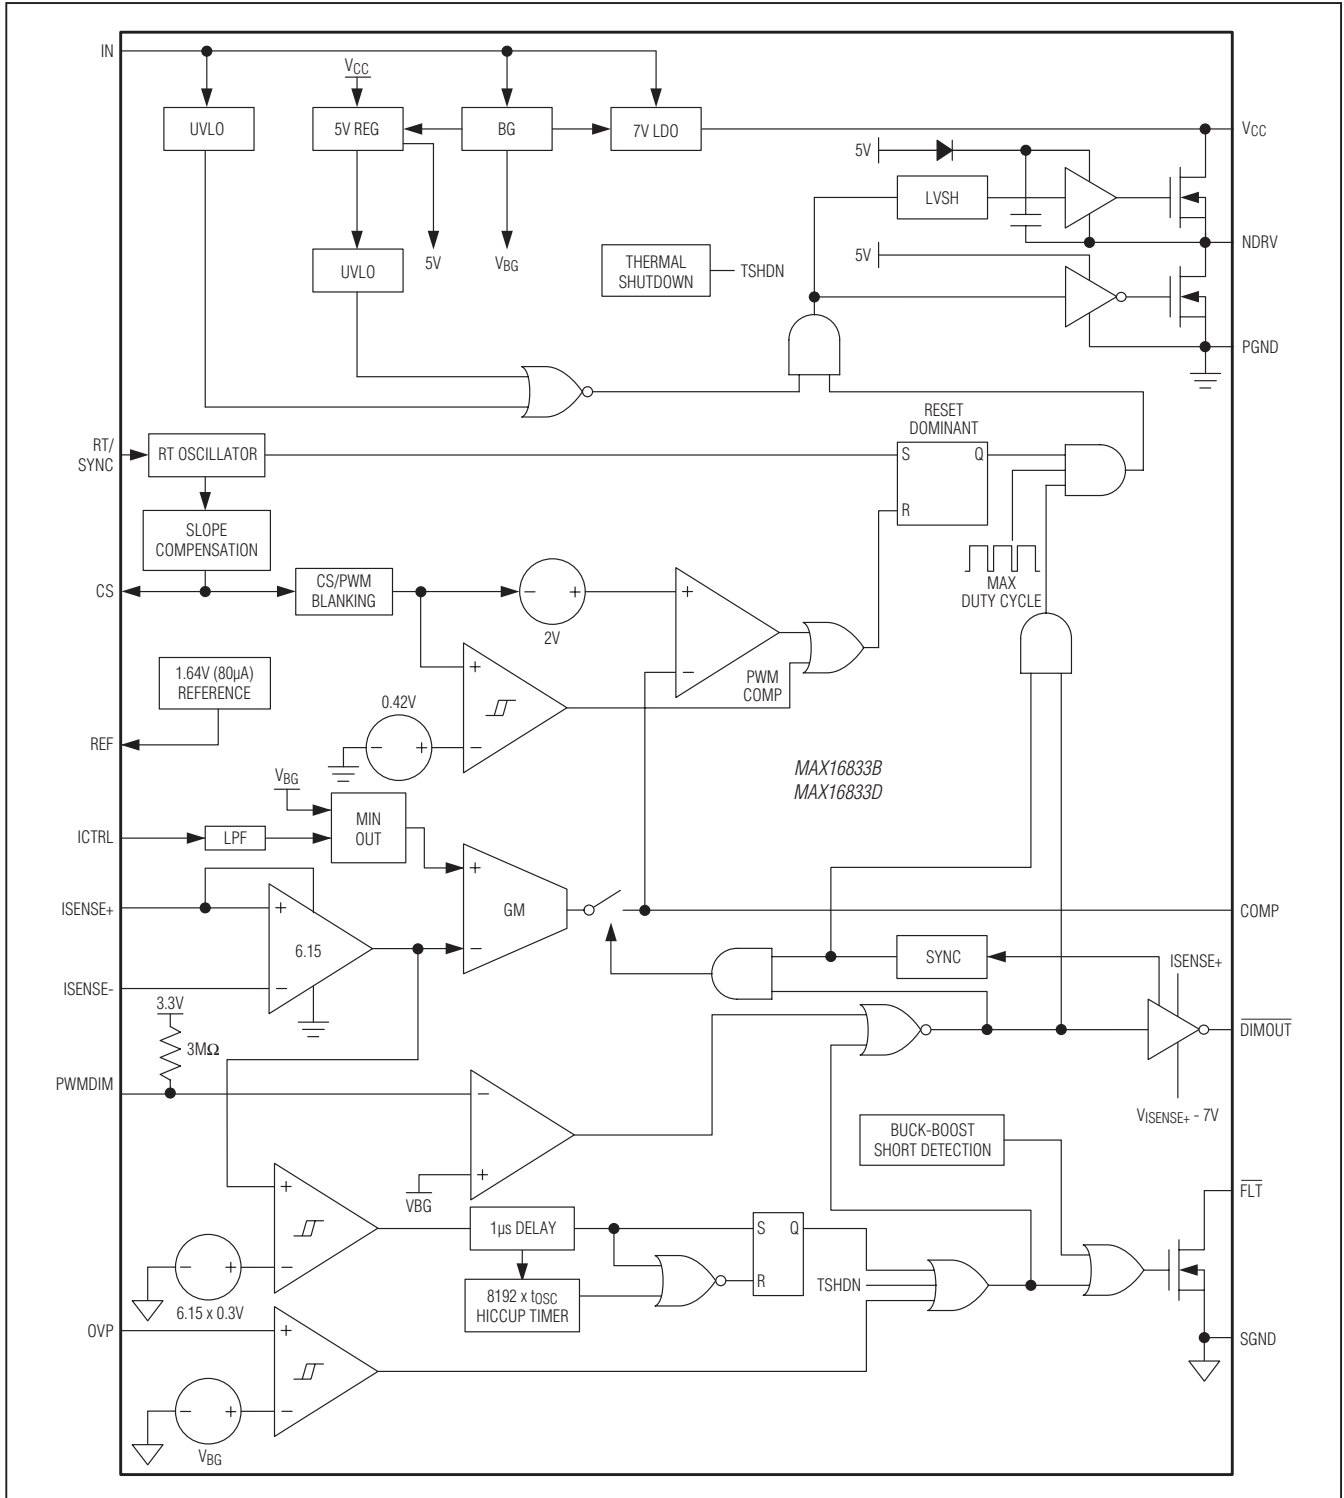 IN
VCC
UVLO
5V REG
BG
7V LDO
VCC
5V
LVSH
NDRV
5V
VBG
UVLO
THERMAL
SHUTDOWN
TSHDN
5V
PGND
RT/
SYNC
RT OSCILLATOR
RESET
DOMINANT
S
Q
R
SLOPE
COMPENSATION
CS
CS/PWM
BLANKING
−
+
2V
+
−
MAX
DUTY CYCLE
1.64V (80µA)
REFERENCE
REF
0.42V
−
+
+
−
PWM
COMP
MAX16833B
MAX16833D
VBG
MIN
OUT
ICTRL
LPF
+
−
GM
ISENSE+
+
6.15
−
ISENSE-
COMP
SYNC
ISENSE+
DIMOUT
VISENSE+ - 7V
3.3V
3MΩ
PWMDIM
−
+
VBG
BUCK-BOOST
SHORT DETECTION
FLT
+
−
−
+
6.15 x 0.3V
1µs DELAY
8192 x tOSC
HICCUP TIMER
S
Q
R
TSHDN
OVP
+
−
−
+
VBG
SGND